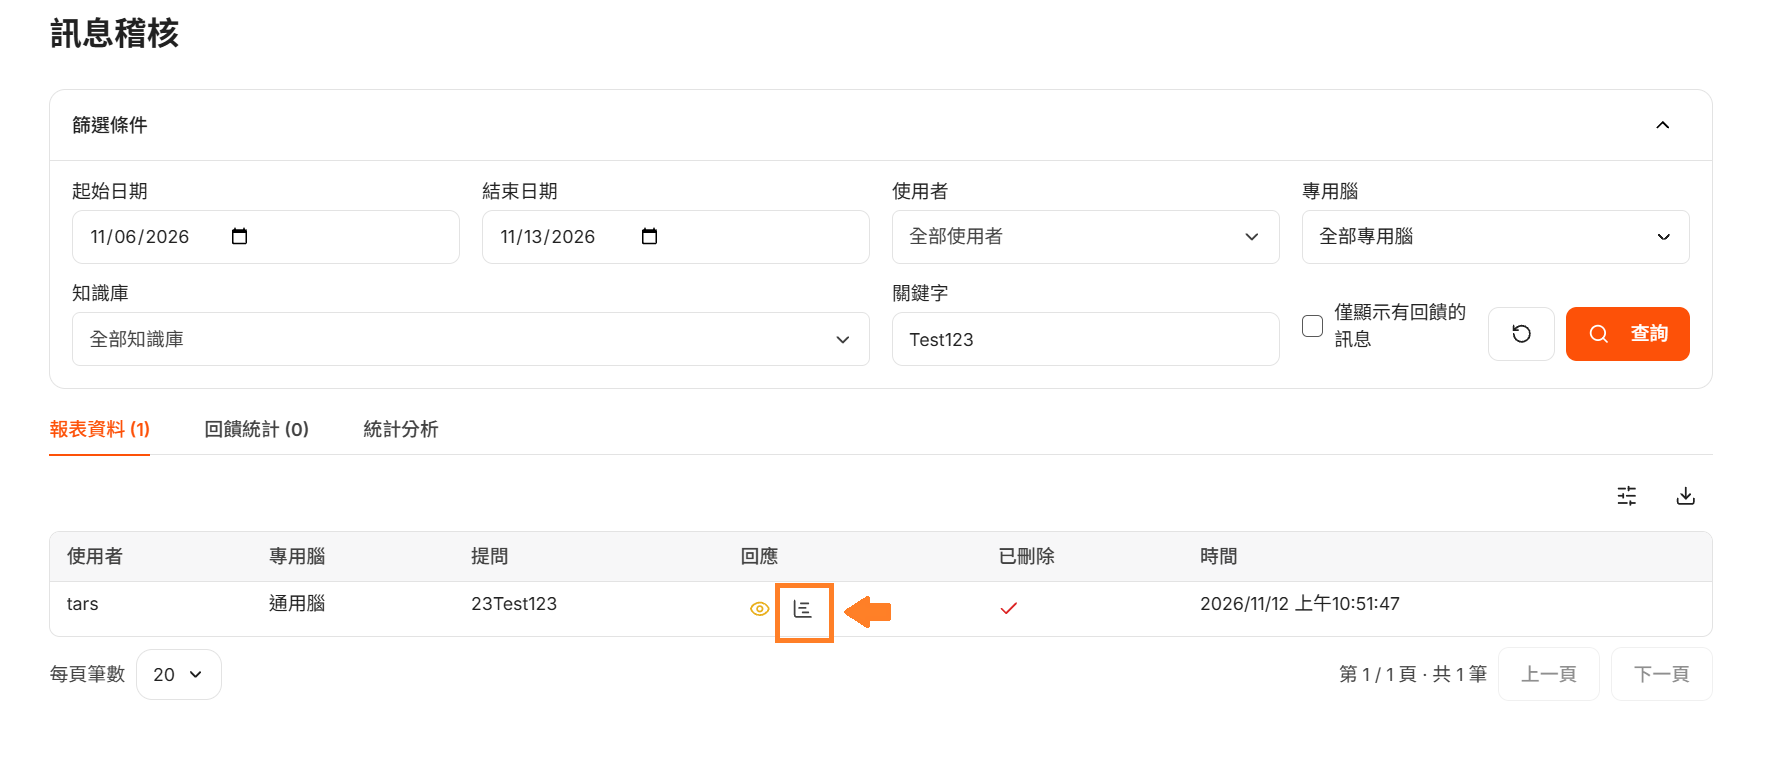 訊息稽核
篩選條件
起始日期
結束日期
使用者
專用腦
11/06/2026
11/13/2026
全部使用者
全部專用腦
知識庫
關鍵字
全部知識庫
Test123
僅顯示有回饋的
訊息
查詢
報表資料 (1)
回饋統計 (0)
統計分析
使用者
專用腦
提問
回應
已刪除
時間
tars
通用腦
23Test123
2026/11/12 上午10:51:47
每頁筆數
20
第 1 / 1 頁 · 共 1 筆
上一頁
下一頁